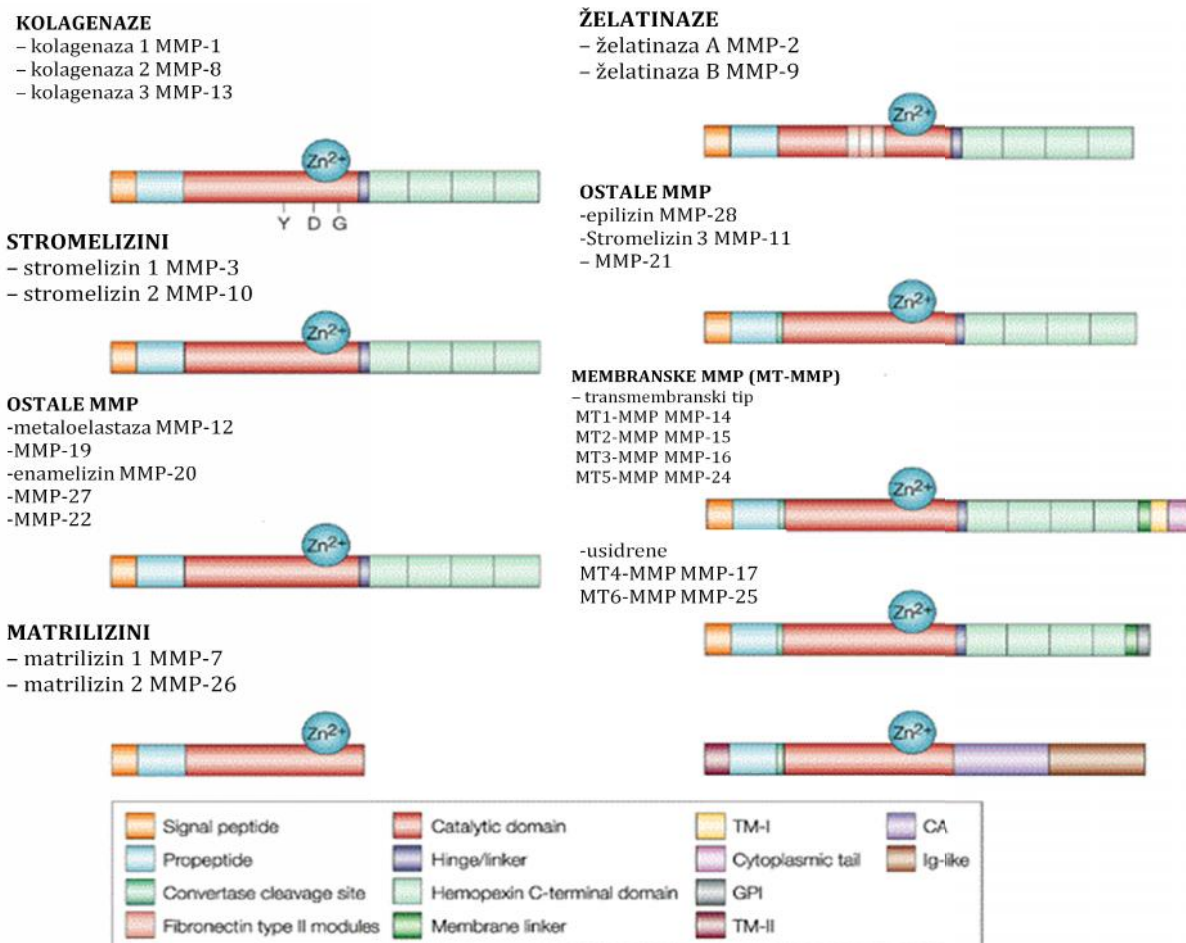 KOLAGENAZE
– kolagenaza 1 MMP-1
– kolagenaza 2 MMP-8
– kolagenaza 3 MMP-13
Zn2+
Y D G
STROMELIZINI
– stromelizin 1 MMP-3
– stromelizin 2 MMP-10
Zn2+
OSTALE MMP
-metaloelastaza MMP-12
-MMP-19
-enamelizin MMP-20
-MMP-27
-MMP-22
Zn2+
MATRILIZINI
– matrilizin 1 MMP-7
– matrilizin 2 MMP-26
Zn2+
ŽELATINAZE
– želatinaza A MMP-2
– želatinaza B MMP-9
Zn2+
OSTALE MMP
-epilizin MMP-28
-Stromelizin 3 MMP-11
– MMP-21
Zn2+
MEMBRANSKE MMP (MT-MMP)
– transmembranski tip
MT1-MMP MMP-14
MT2-MMP MMP-15
MT3-MMP MMP-16
MT5-MMP MMP-24
Zn2+
-usidrene
MT4-MMP MMP-17
MT6-MMP MMP-25
Zn2+
Zn2+
Signal peptide
Propeptide
Convertase cleavage site
Fibronectin type II modules
Catalytic domain
Hinge/linker
Hemopexin C-terminal domain
Membrane linker
TM-I
Cytoplasmic tail
GPI
TM-II
CA
Ig-like